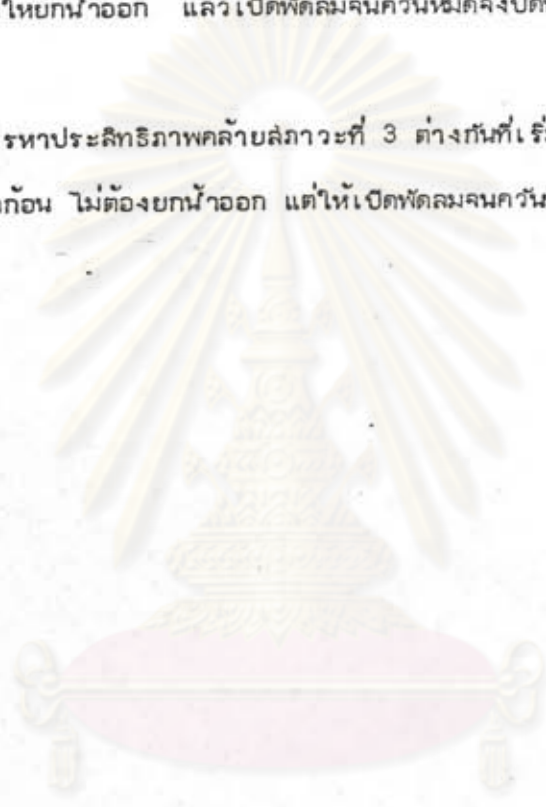 ให้ยกน้ำออก แล้วเปิดพัดลมจนควันหมดจึงปิด
รหาประสิทธิภาพคล้ายสภาวะที่ 3 ต่างกันที่เริ่
ก้อน ไม่ต้องยกน้ำออก แต่ให้เปิดพัดลมจนควัน